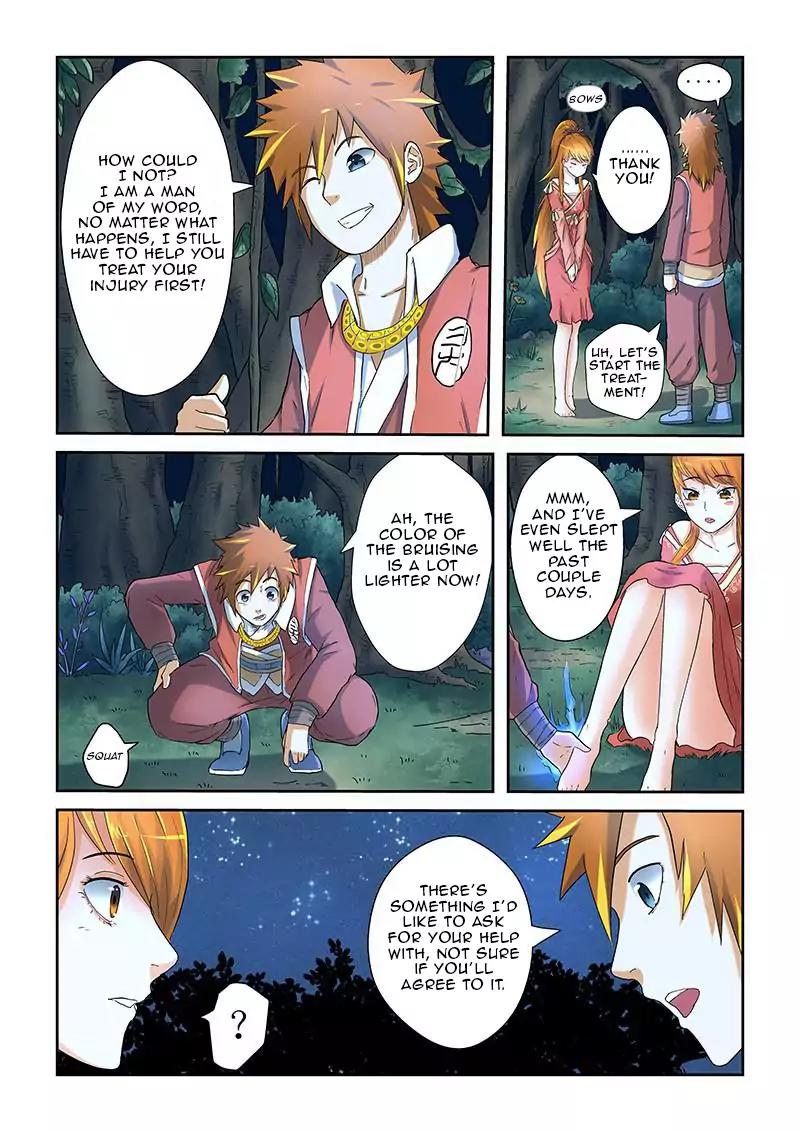 HOW COULD
I NOT?
I AM A MAN
OF MY WORD,
NO MATTER WHAT
HAPPENS, I STILL
HAVE TO HELP YOU
TREAT YOUR
INJURY FIRST!
....
BOWS
......
THANK
YOU!
UH, LET'S
START THE
TREAT-
MENT!
AH, THE
COLOR OF
THE BRUISING
IS A LOT
LIGHTER NOW!
SQUAT
MMM,
AND I'VE
EVEN SLEPT
WELL THE
PAST
COUPLE
DAYS.
THERE'S
SOMETHING I'D
LIKE TO ASK
FOR YOUR HELP
WITH, NOT SURE
IF YOU'LL
AGREE TO IT.
?